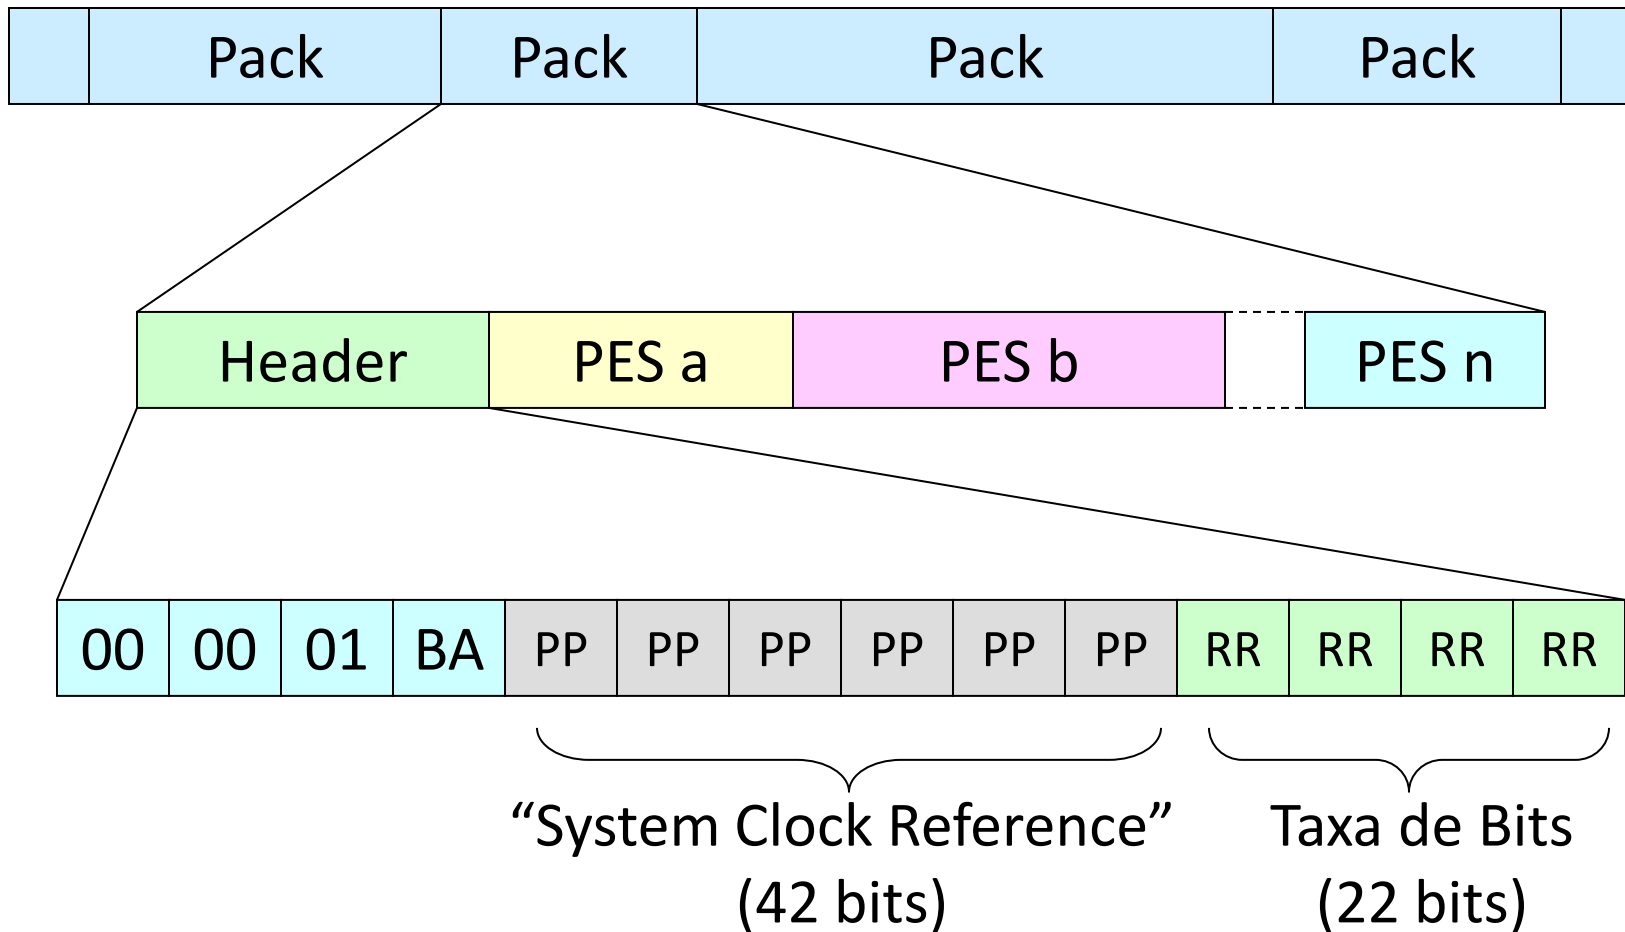 Pack Pack Pack Pack
Header PES a PES b PES n
00 00 01 BA PP PP PP PP PP PP RR RR RR RR
“System Clock Reference” Taxa de Bits
(42 bits) (22 bits)